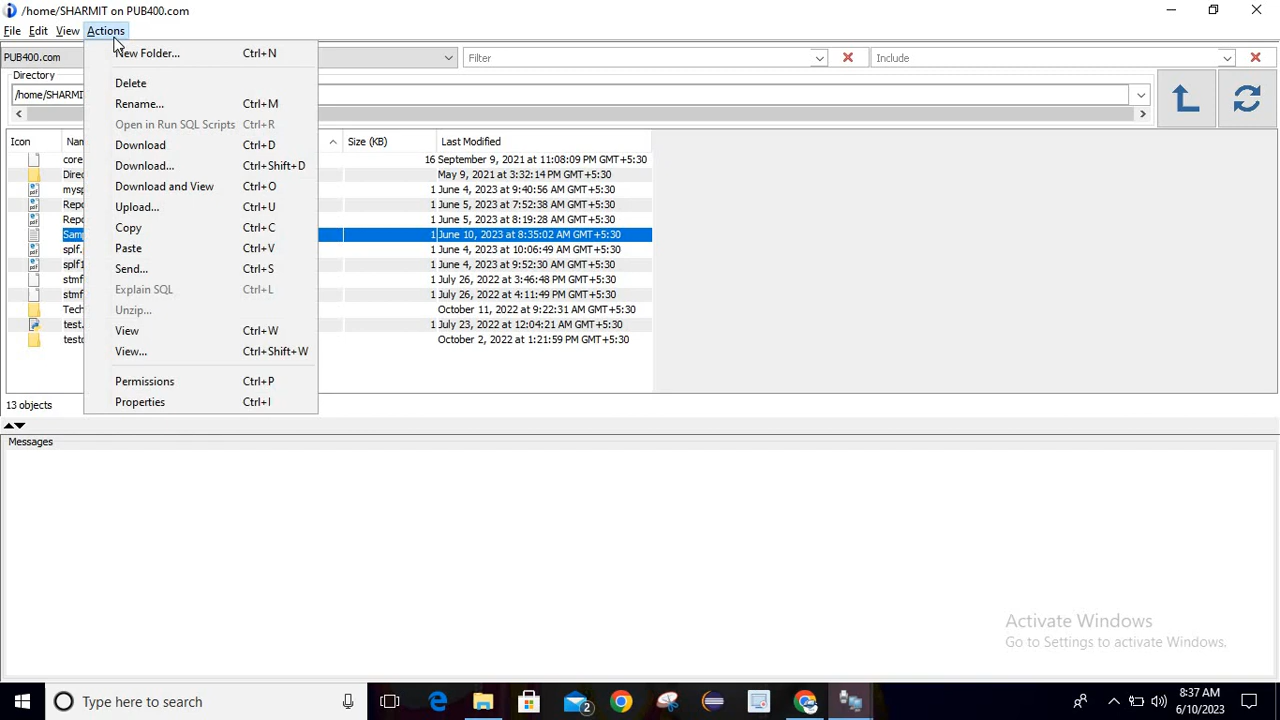 /home/SHARMIT on PUB400.com
File Edit View Actions
PUB400.com Filter Include
Directory
/home/SHARMIT
New Folder... Ctrl+N
Delete
Rename... Ctrl+M
Open in Run SQL Scripts Ctrl+R
Download Ctrl+D
Download... Ctrl+Shift+D
Download and View Ctrl+O
Upload... Ctrl+U
Copy Ctrl+C
Paste Ctrl+V
Send... Ctrl+S
Explain SQL Ctrl+L
Unzip...
View Ctrl+W
View... Ctrl+Shift+W
Permissions Ctrl+P
Properties Ctrl+I
Icon Size (KB) Last Modified
core 16 September 9, 2021 at 11:08:09 PM GMT+5:30
Direc May 9, 2021 at 3:32:14 PM GMT+5:30
mysp 1 June 4, 2023 at 9:40:56 AM GMT+5:30
Repo 1 June 5, 2023 at 7:52:38 AM GMT+5:30
Repo 1 June 5, 2023 at 8:19:28 AM GMT+5:30
Samp 1 June 10, 2023 at 8:35:02 AM GMT+5:30
splf. 1 June 4, 2023 at 10:06:49 AM GMT+5:30
splf1 1 June 4, 2023 at 9:52:30 AM GMT+5:30
stmf 1 July 26, 2022 at 3:46:48 PM GMT+5:30
stmf 1 July 26, 2022 at 4:11:49 PM GMT+5:30
Tech October 11, 2022 at 9:22:31 AM GMT+5:30
test. 1 July 23, 2022 at 12:04:21 AM GMT+5:30
October 2, 2022 at 1:21:59 PM GMT+5:30
13 objects
Messages
Activate Windows
Go to Settings to activate Windows.
Type here to search
2
8:37 AM
6/10/2023